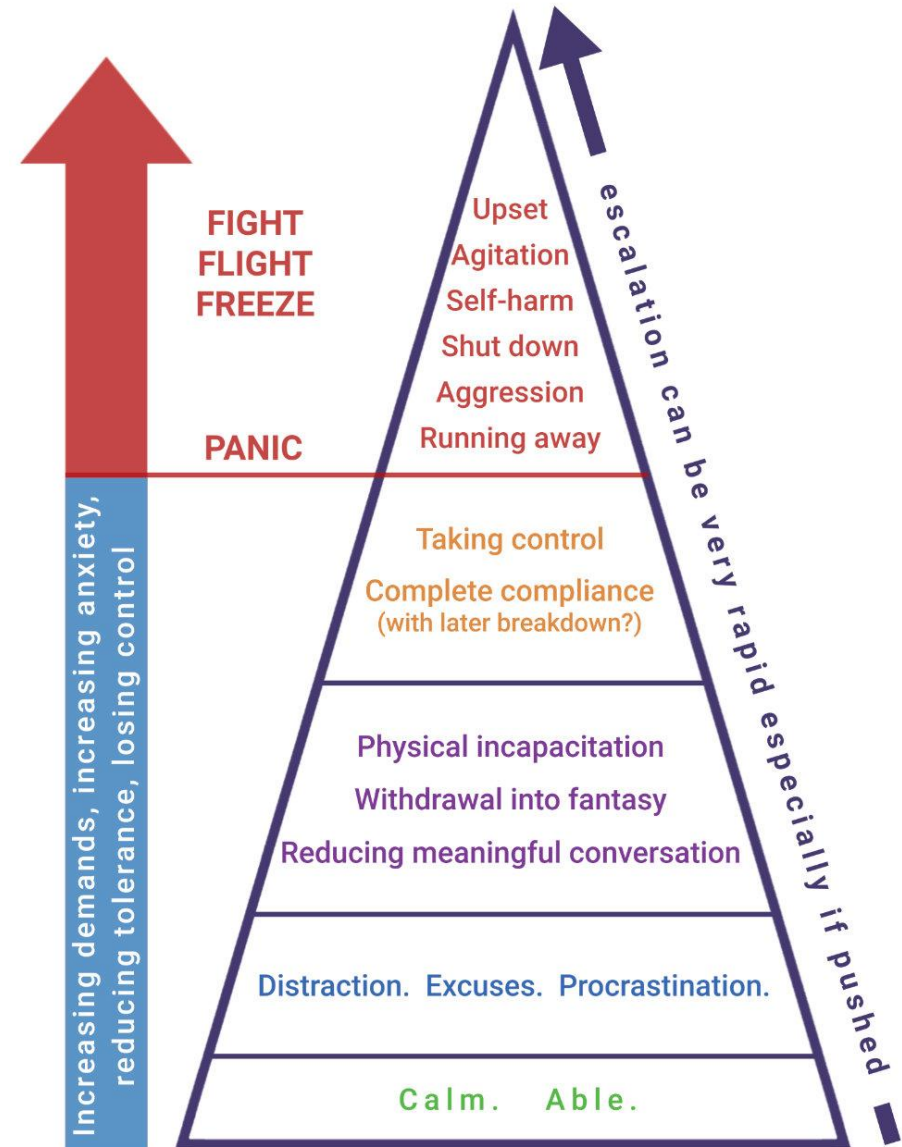 FIGHT
FLIGHT
FREEZE
PANIC
Increasing demands, increasing anxiety,
reducing tolerance, losing control
Upset
Agitation
Self-harm
Shut down
Aggression
Running away
Taking control
Complete compliance
(with later breakdown?)
Physical incapacitation
Withdrawal into fantasy
Reducing meaningful conversation
Distraction. Excuses. Procrastination.
Calm. Able.
escalation can be very rapid especially if pushed